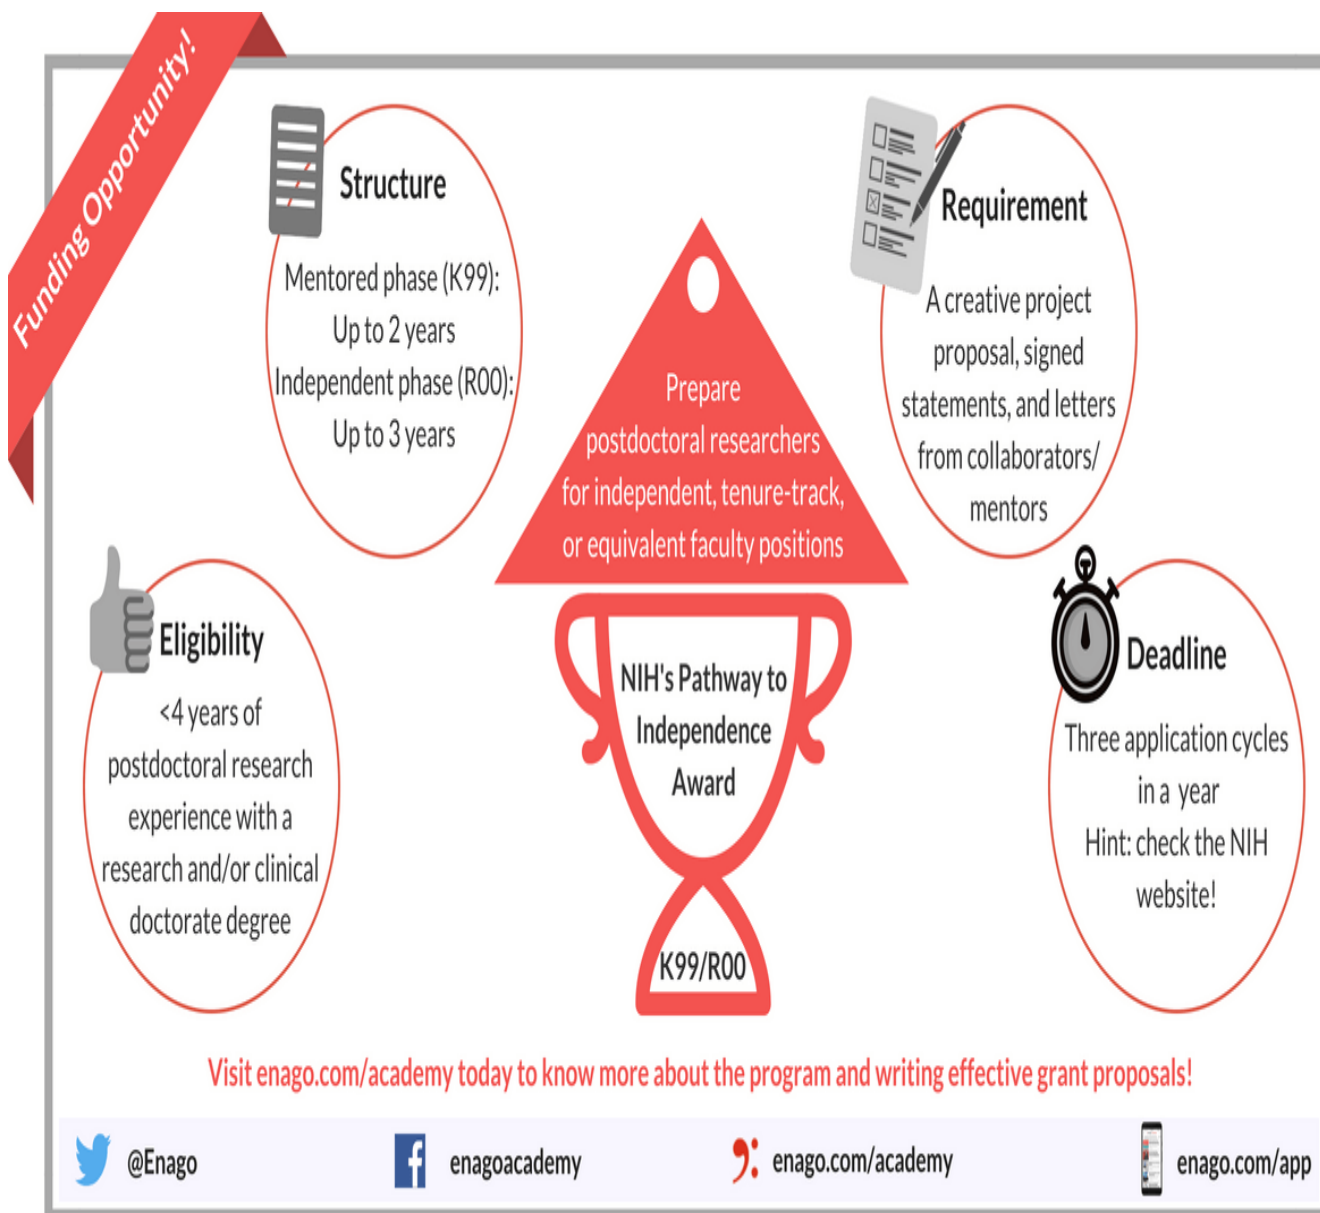 Funding Opportunity!
Structure
Mentored phase (K99):
Up to 2 years
Independent phase (R00):
Up to 3 years
Requirement
A creative project
proposal, signed
statements, and letters
from collaborators/
mentors
Prepare
postdoctoral researchers
for independent, tenure-track,
or equivalent faculty positions
Eligibility
<4 years of
postdoctoral research
experience with a
research and/or clinical
doctorate degree
NIH's Pathway to
Independence
Award
K99/R00
Deadline
Three application cycles
in a year
Hint: check the NIH
website!
Visit enago.com/academy today to know more about the program and writing effective grant proposals!
@Enago
enagoacademy
enago.com/academy
enago.com/app